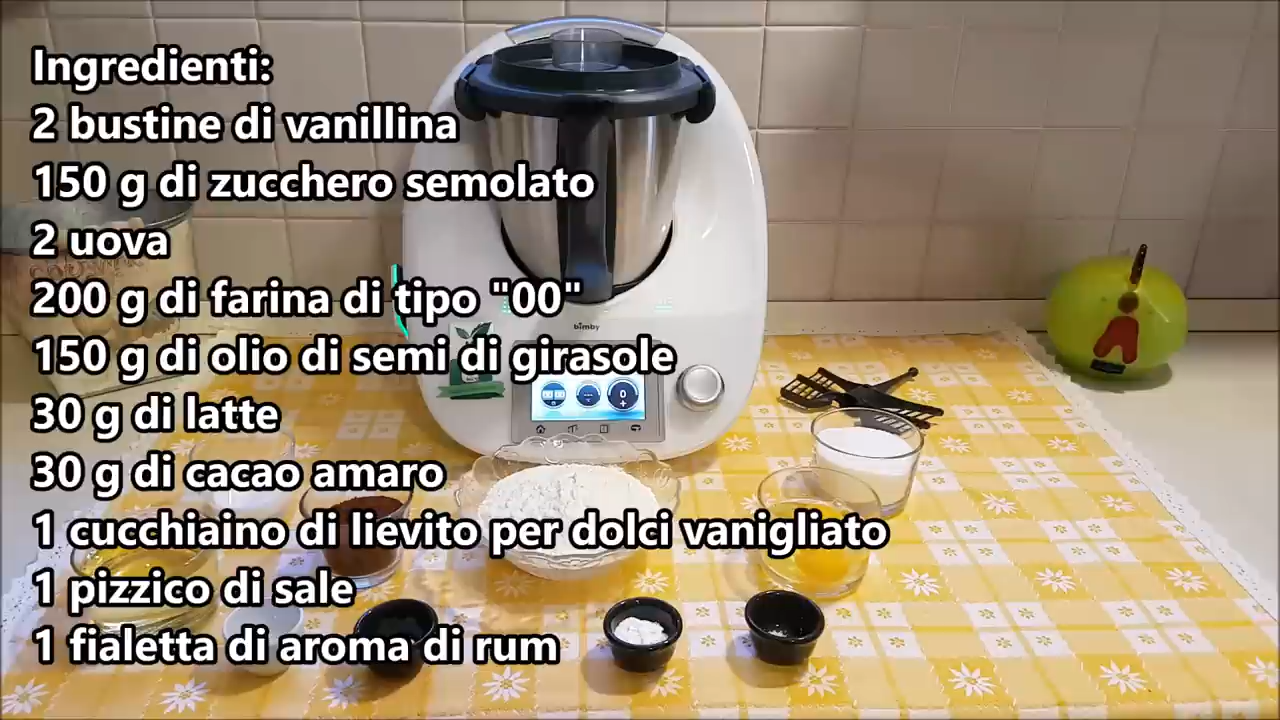 Ingredienti:
2 bustine di vanillina
150 g di zucchero semolato
2 uova
200 g di farina di tipo "00"
150 g di olio di semi di girasole
30 g di latte
30 g di cacao amaro
1 cucchiaino di lievito per dolci vanigliato
1 pizzico di sale
1 fialetta di aroma di rum
bimby
0